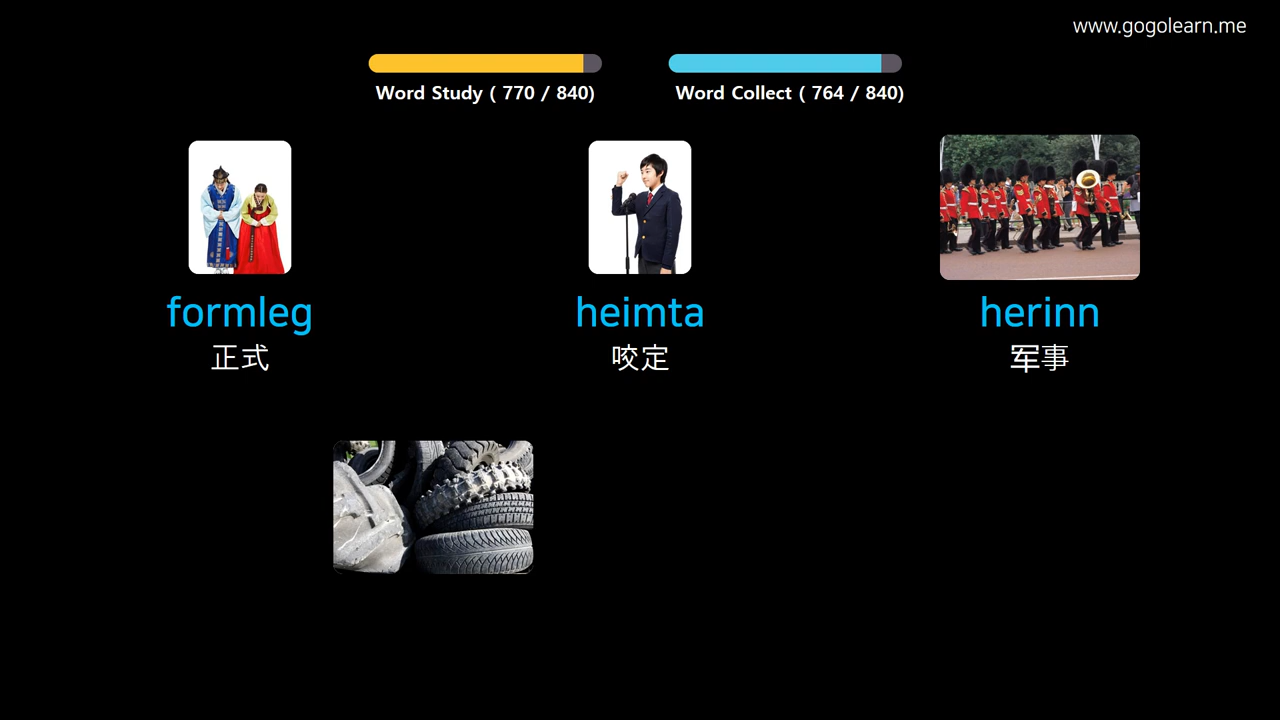 www.gogolearn.me
Word Study ( 770 / 840)
Word Collect ( 764 / 840)
formleg
正式
heimta
咬定
herinn
军事